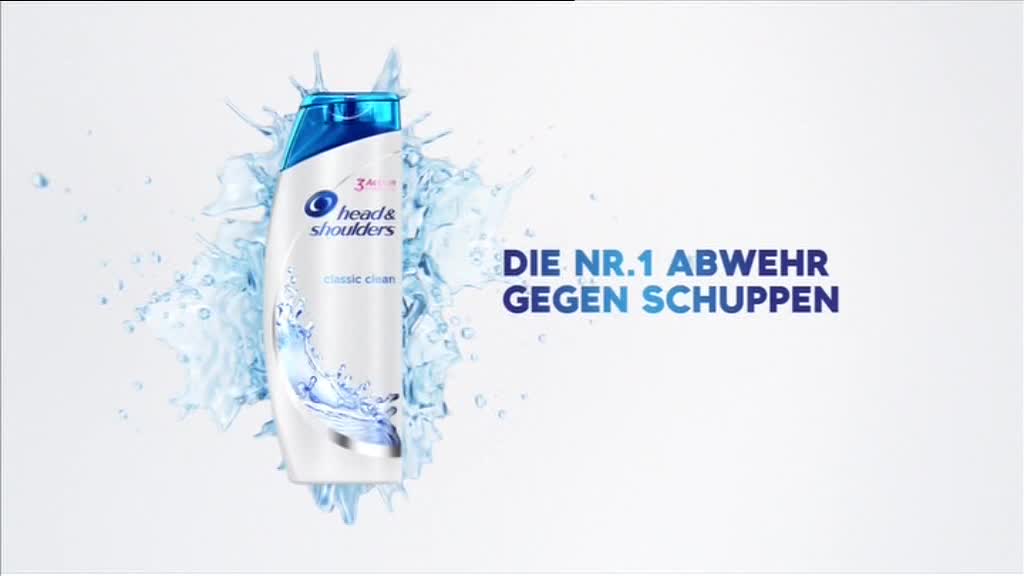 3 Action
head&
shoulders
classic clean
DIE NR.1 ABWEHR
GEGEN SCHUPPEN